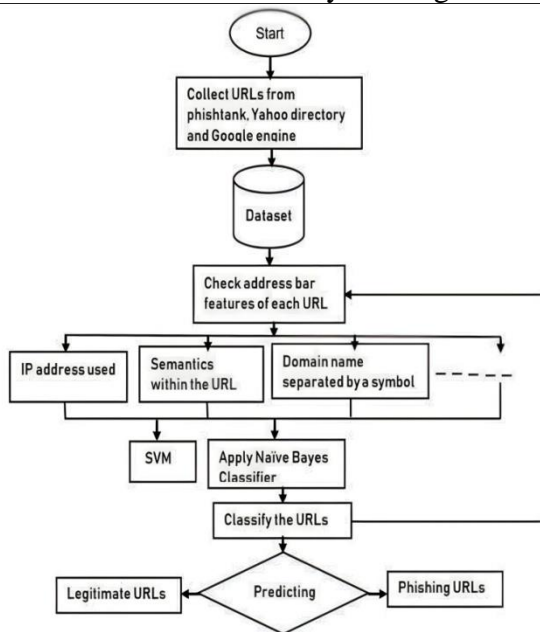 Start
Collect URLs from
phishtank, Yahoo directory
and Google engine
Dataset
Check address bar
features of each URL
IP address used
Semantics
within the URL
Domain name
separated by a symbol
SVM
Apply Naïve Bayes
Classifier
Classify the URLs
Legitimate URLs
Predicting
Phishing URLs